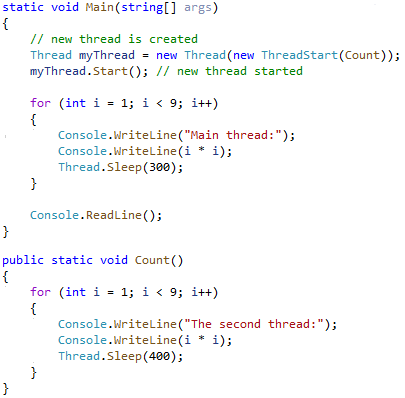 static void Main(string[] args)
{
    // new thread is created
    Thread myThread = new Thread(new ThreadStart(Count));
    myThread.Start(); // new thread started

    for (int i = 1; i < 9; i++)
    {
        Console.WriteLine("Main thread:");
        Console.WriteLine(i * i);
        Thread.Sleep(300);
    }

    Console.ReadLine();
}

public static void Count()
{
    for (int i = 1; i < 9; i++)
    {
        Console.WriteLine("The second thread:");
        Console.WriteLine(i * i);
        Thread.Sleep(400);
    }
}